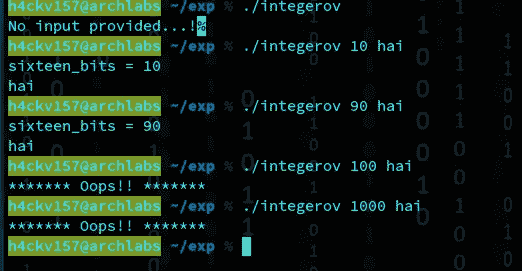 h4ckv157@archlabs ~/exp % ./integerov
No input provided...!%
h4ckv157@archlabs ~/exp % ./integerov 10 hai
sixteen_bits = 10
hai
h4ckv157@archlabs ~/exp % ./integerov 90 hai
sixteen_bits = 90
hai
h4ckv157@archlabs ~/exp % ./integerov 100 hai
******* Oops!! *******
h4ckv157@archlabs ~/exp % ./integerov 1000 hai
******* Oops!! *******
h4ckv157@archlabs ~/exp %